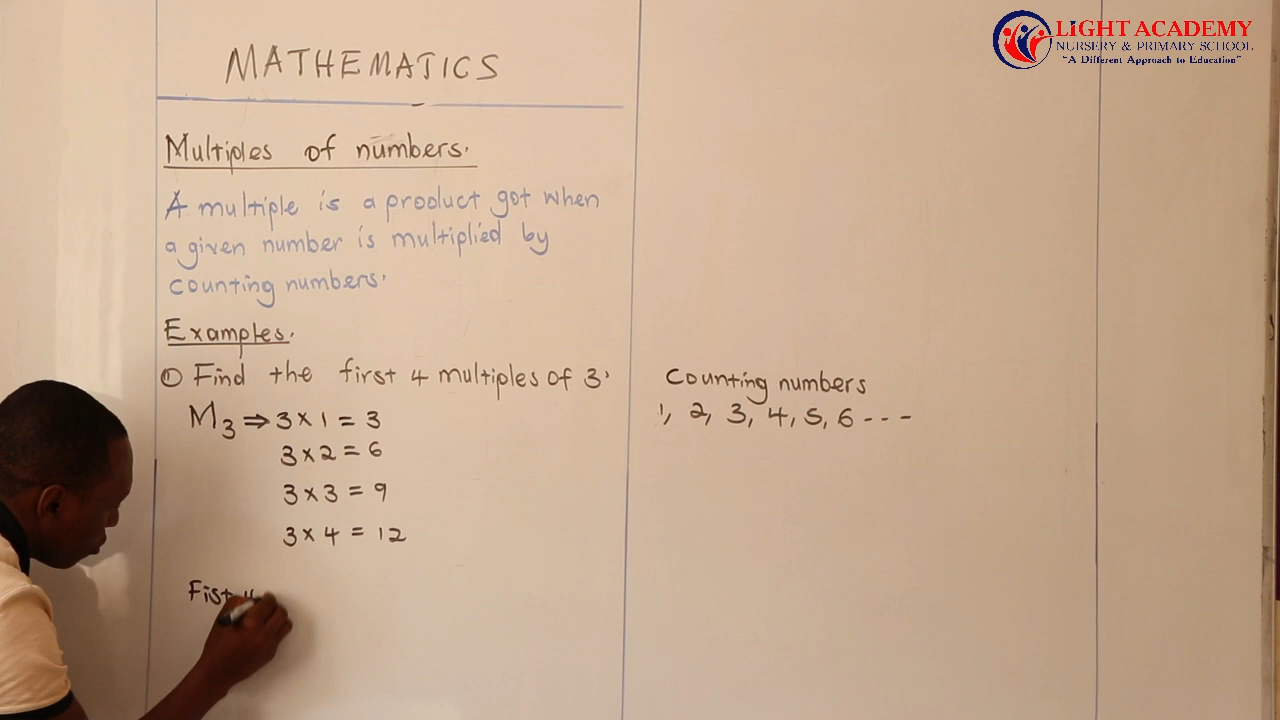 LIGHT ACADEMY
NURSERY & PRIMARY SCHOOL
"A Different Approach to Education"
MATHEMATICS
Multiples of numbers.
A multiple is a product got when
a given number is multiplied by
counting numbers.
Examples.
① Find the first 4 multiples of 3.
M₃ ⇒ 3 × 1 = 3
3 × 2 = 6
3 × 3 = 9
3 × 4 = 12
Fist 4
Counting numbers
1, 2, 3, 4, 5, 6 - - -